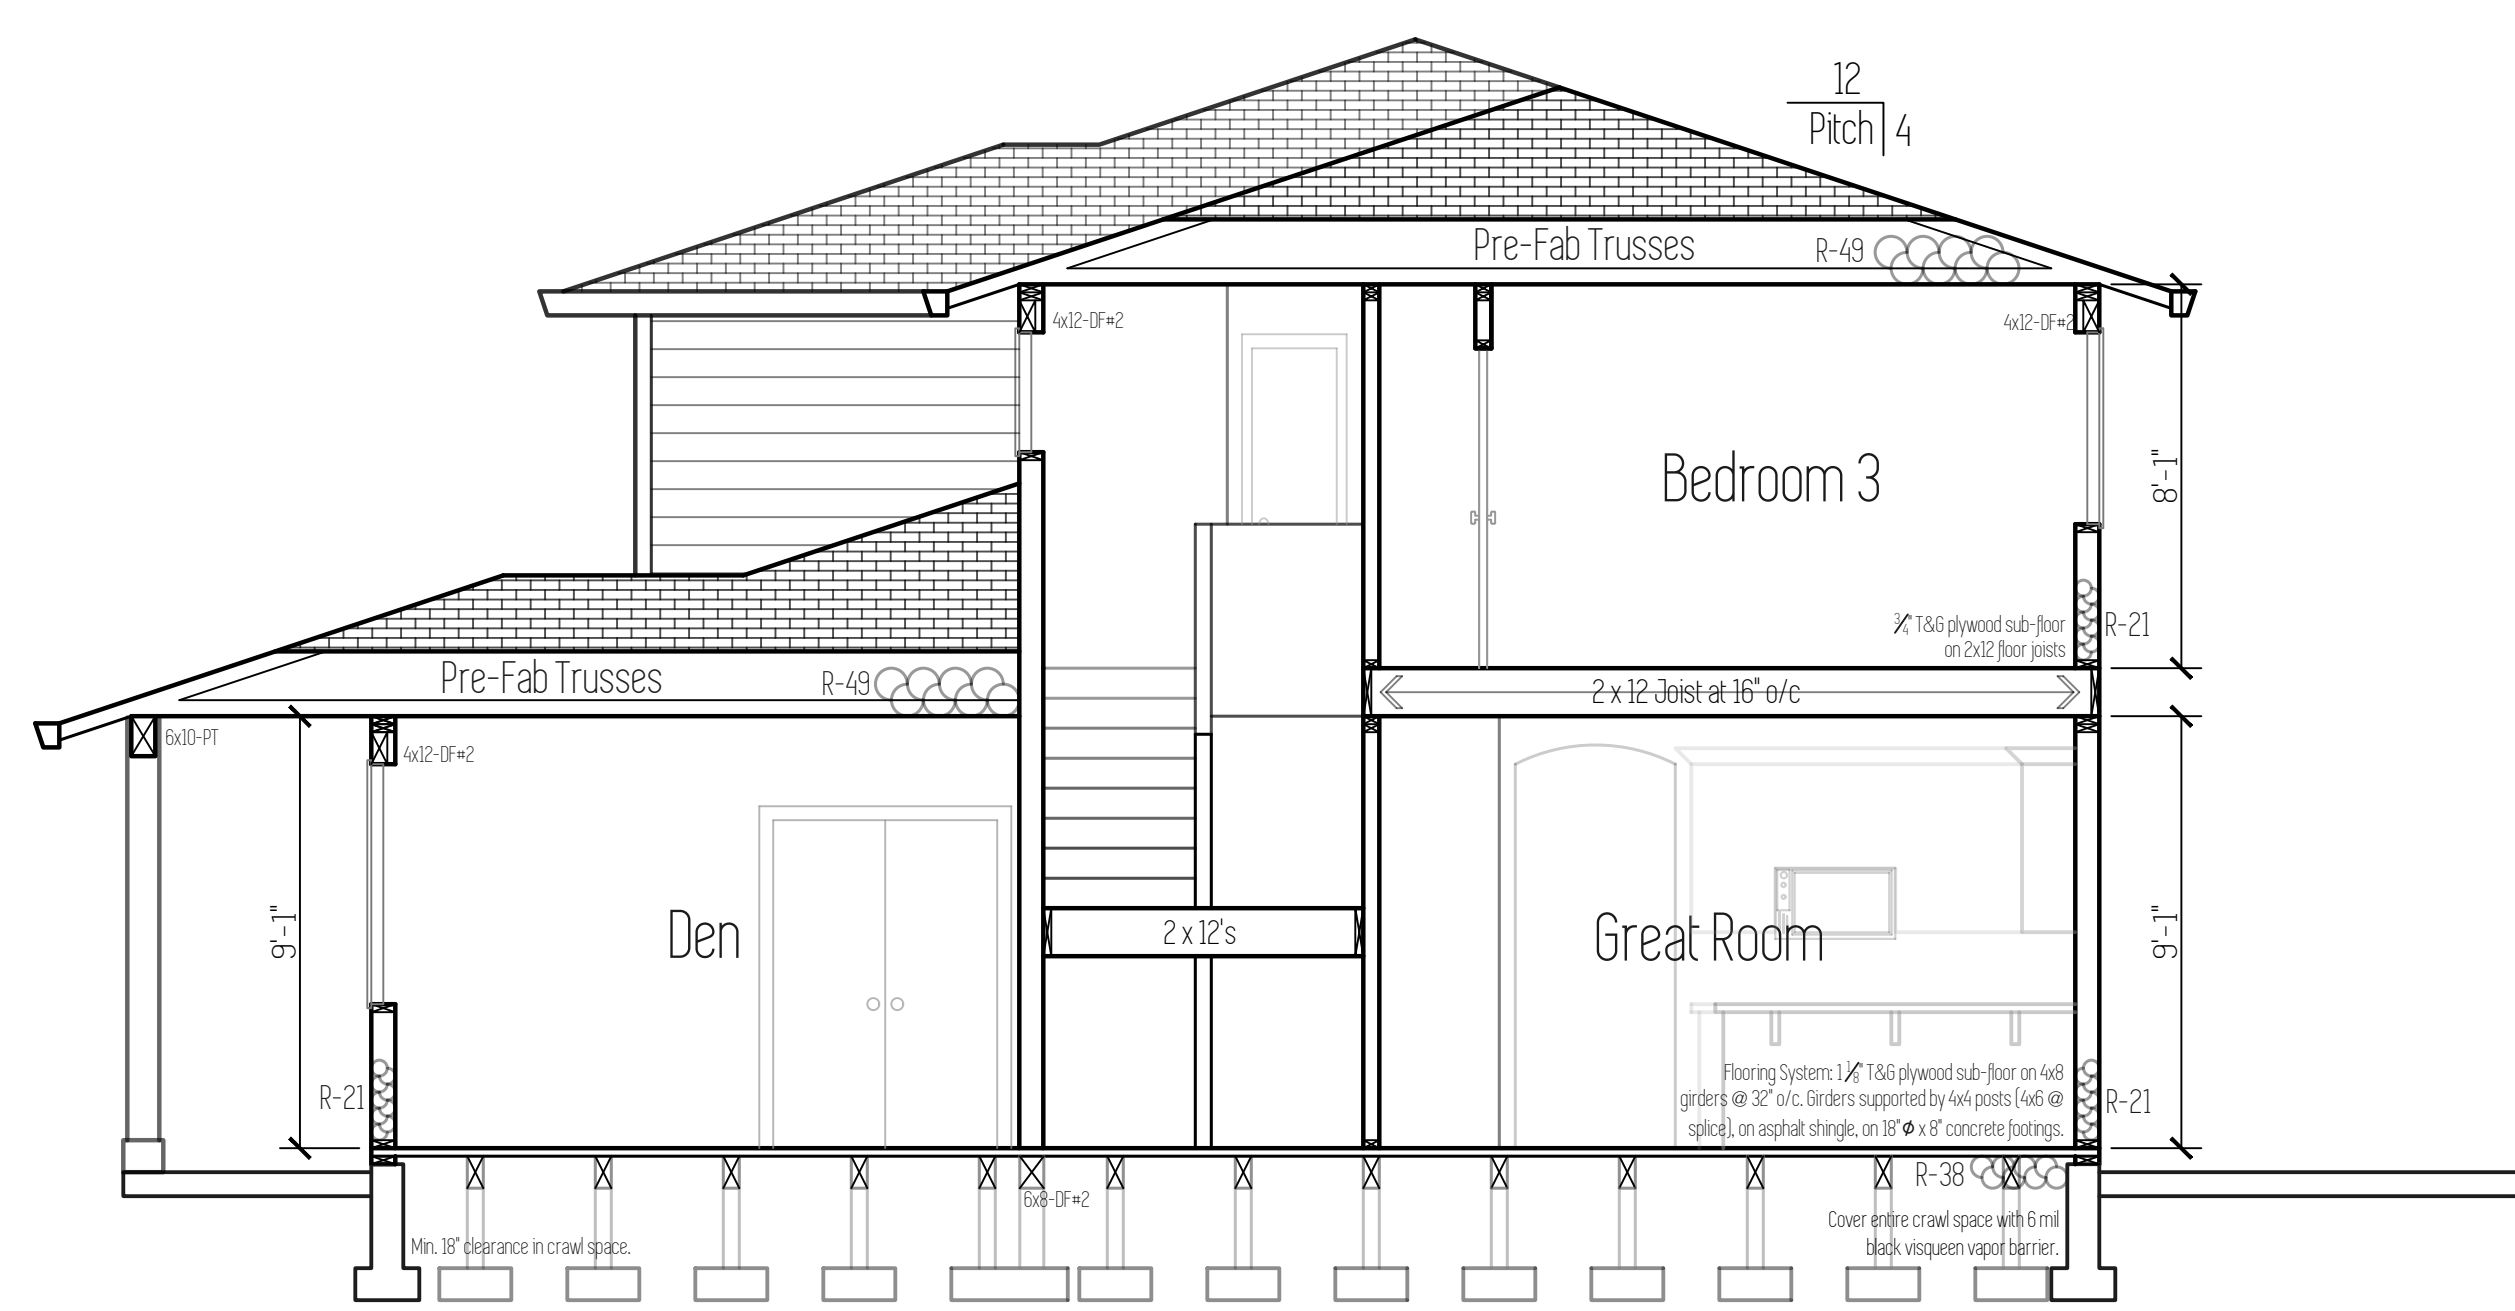 12
Pitch 4
Pre-Fab Trusses R-49
4x12-DF#2
4x12-DF#2
Bedroom 3
8'-1"
3/4" T&G plywood sub-floor
on 2x12 floor joists
R-21
Pre-Fab Trusses R-49
2 x 12 Joist at 16" o/c
6x10-PT
4x12-DF#2
9'-1"
Den
2 x 12's
Great Room
9'-1"
R-21
Flooring System: 1 1/8" T&G plywood sub-floor on 4x8
girders @ 32" o/c. Girders supported by 4x4 posts (4x6 @
splice), on asphalt shingle, on 18"ϕ x 8" concrete footings.
R-21
R-38
6x8-DF#2
Min. 18" clearance in crawl space.
Cover entire crawl space with 6 mil
black visqueen vapor barrier.